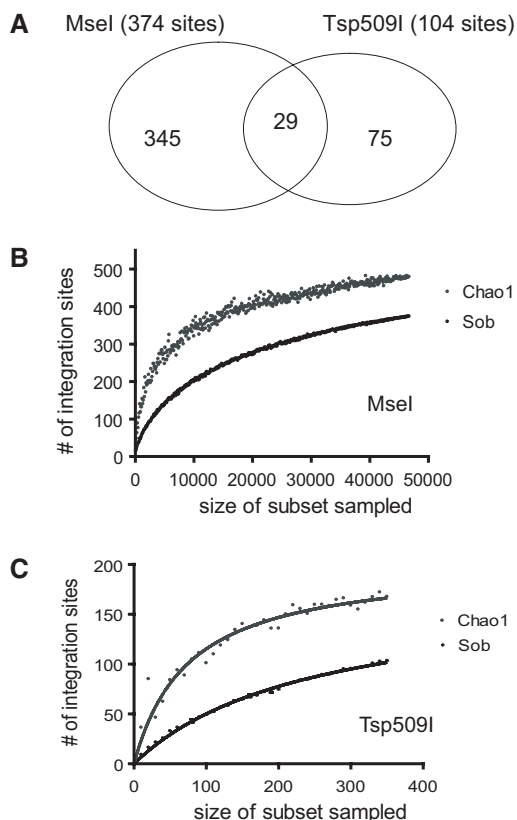 A
MseI (374 sites)
Tsp509I (104 sites)
345
29
75
B
# of integration sites
500
400
300
200
100
0
0 10000 20000 30000 40000 50000
size of subset sampled
Chao1
Sob
MseI
C
# of integration sites
200
150
100
50
0
0 100 200 300 400
size of subset sampled
Chao1
Sob
Tsp509I